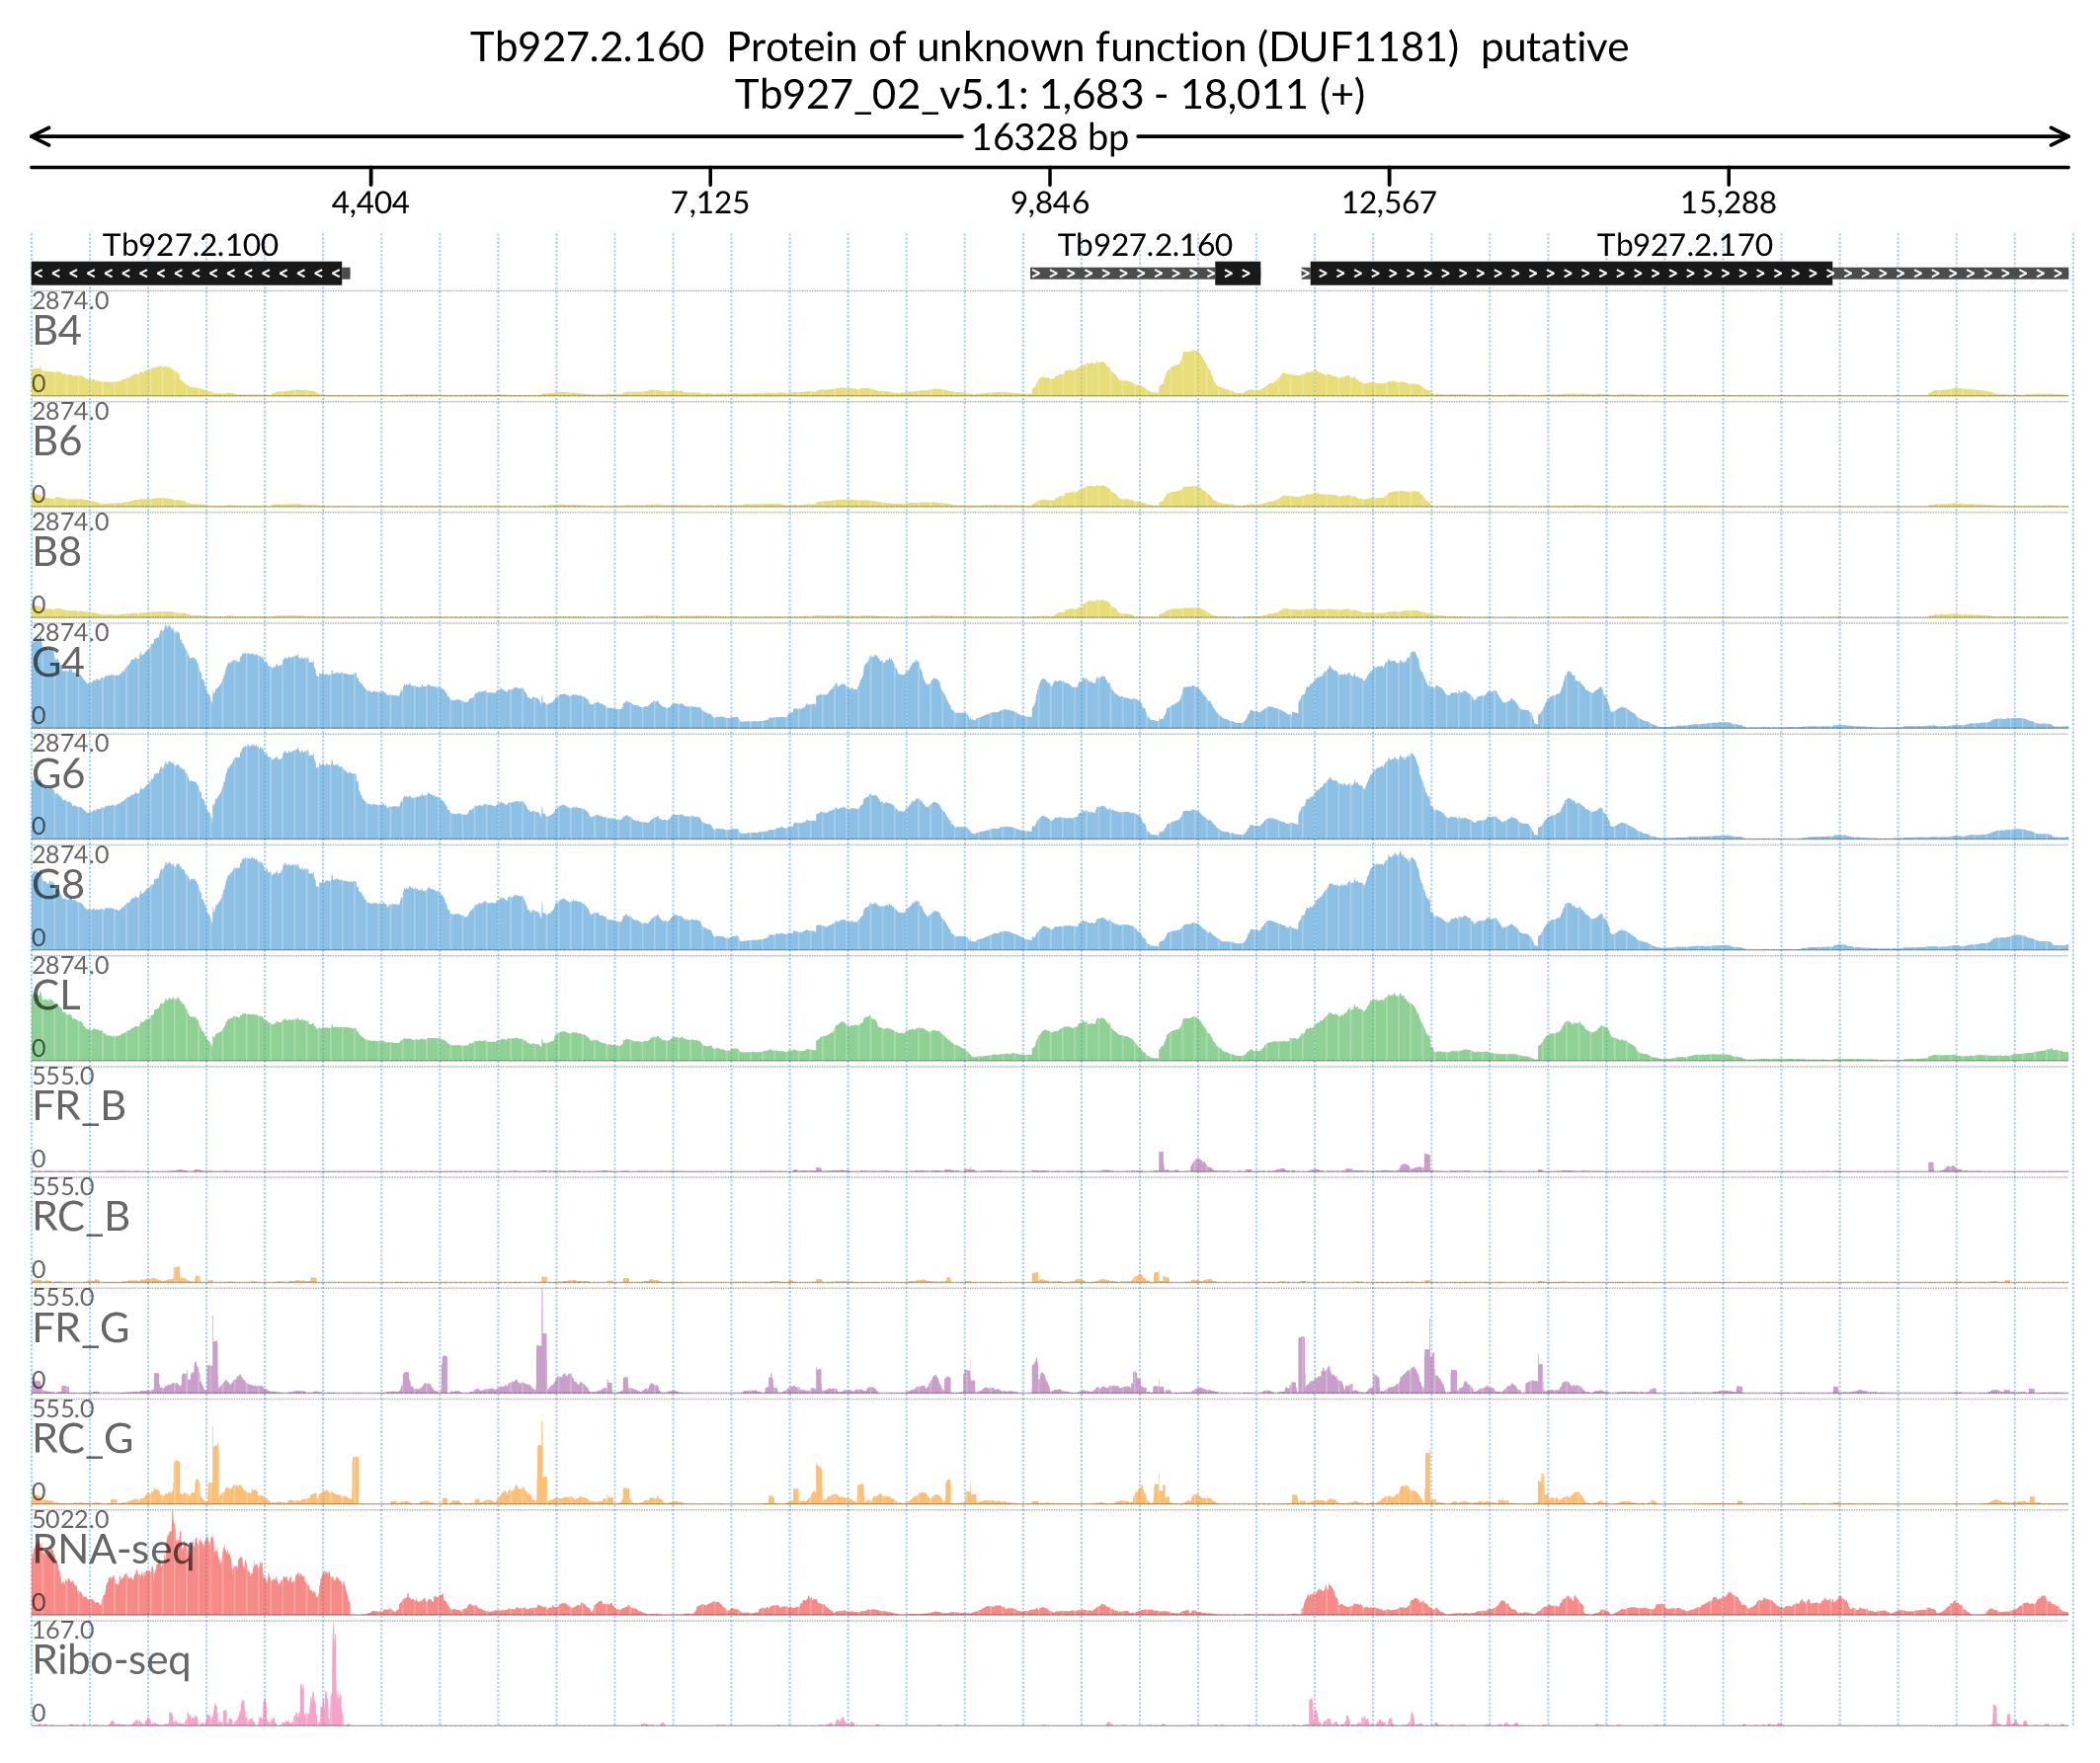 Tb927.2.160  Protein of unknown function (DUF1181)  putative
Tb927_02_v5.1: 1,683 - 18,011 (+)
16328 bp
4,404 7,125 9,846 12,567 15,288
Tb927.2.100 Tb927.2.160 Tb927.2.170
2874.0
B4
0
2874.0
B6
0
2874.0
B8
0
2874.0
G4
0
2874.0
G6
0
2874.0
G8
0
2874.0
CL
0
555.0
FR_B
0
555.0
RC_B
0
555.0
FR_G
0
555.0
RC_G
0
5022.0
RNA-seq
0
167.0
Ribo-seq
0